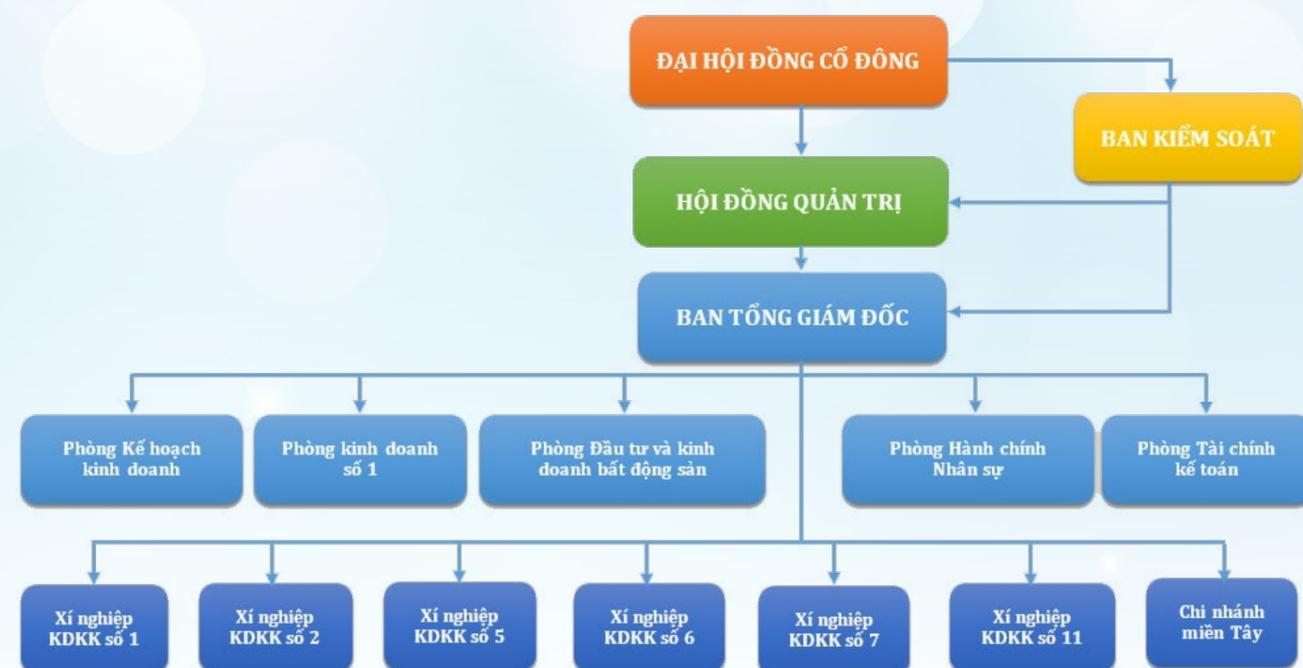 ĐẠI HỘI ĐỒNG CỔ ĐÔNG
BAN KIỂM SOÁT
HỘI ĐỒNG QUẢN TRỊ
BAN TỔNG GIÁM ĐỐC
Phòng Kế hoạch
kinh doanh
Phòng kinh doanh
số 1
Phòng Đầu tư và kinh
doanh bất động sản
Phòng Hành chính
Nhân sự
Phòng Tài chính
kế toán
Xí nghiệp
KDKK số 1
Xí nghiệp
KDKK số 2
Xí nghiệp
KDKK số 5
Xí nghiệp
KDKK số 6
Xí nghiệp
KDKK số 7
Xí nghiệp
KDKK số 11
Chi nhánh
miền Tây